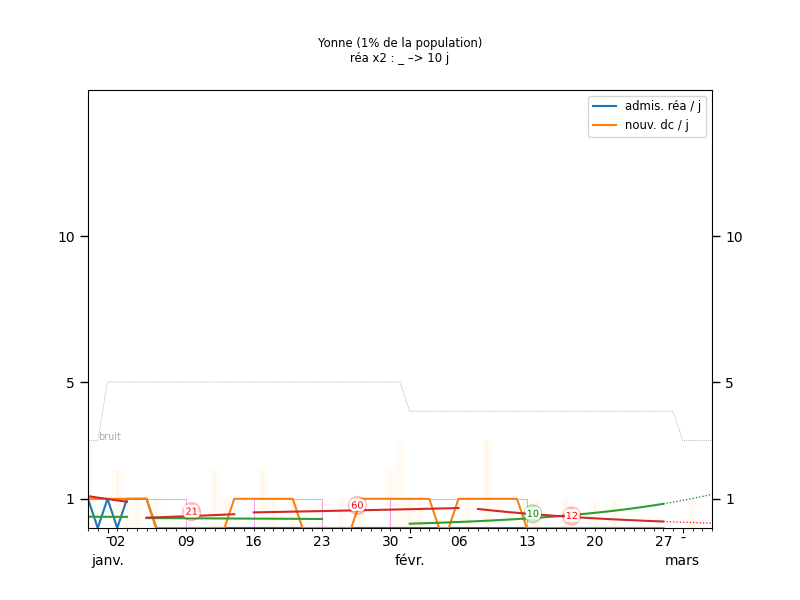 Yonne (1% de la population)
réa x2 : _ –> 10 j
admis. réa / j
nouv. dc / j
10 10
5 5
bruit
1 1
21 60 10 12
02 09 16 23 30 06 13 20 27
janv. févr. mars